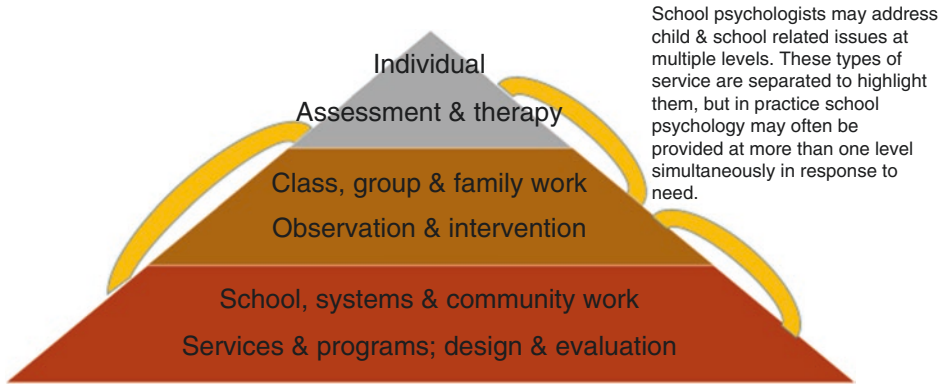 School psychologists may address
child & school related issues at
multiple levels. These types of
service are separated to highlight
them, but in practice school
psychology may often be
provided at more than one level
simultaneously in response to
need.
Individual
Assessment & therapy
Class, group & family work
Observation & intervention
School, systems & community work
Services & programs; design & evaluation